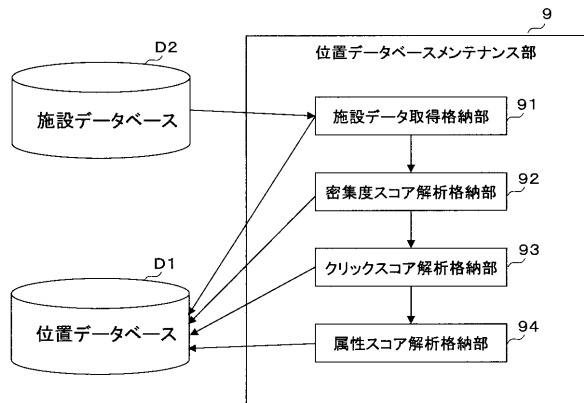 9
D2
位置データベースメンテナンス部
施設データベース
91
施設データ取得格納部
92
密集度スコア解析格納部
D1
93
クリックスコア解析格納部
位置データベース
94
属性スコア解析格納部